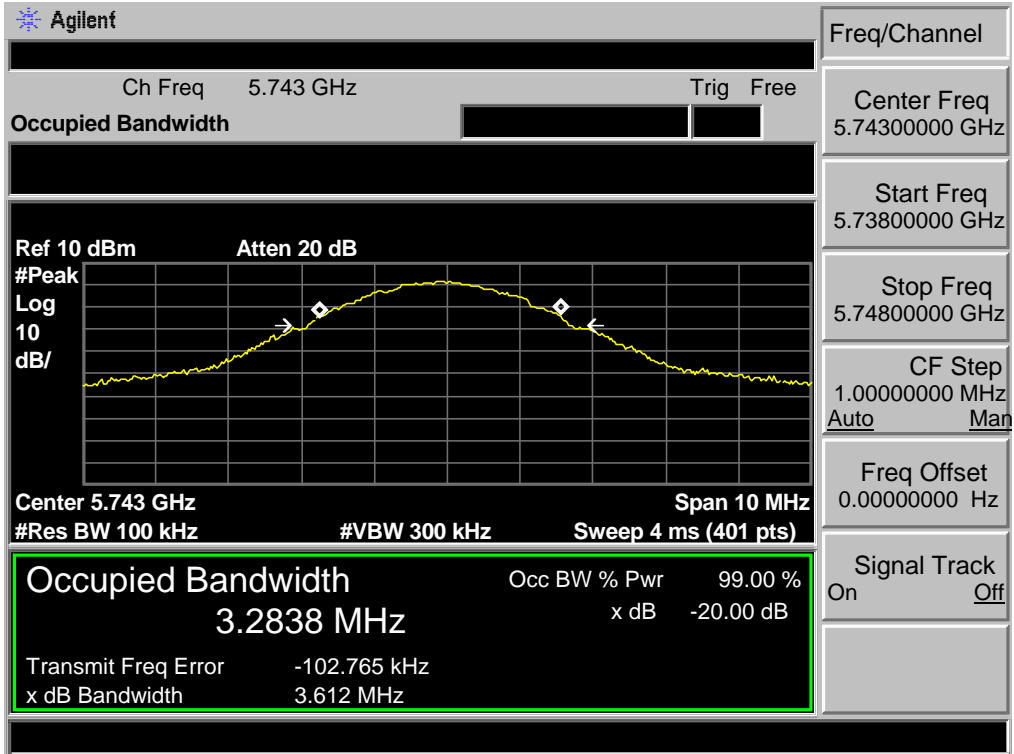 Agilent
Freq/Channel
Ch Freq 5.743 GHz Trig Free
Occupied Bandwidth
Center Freq
5.74300000 GHz
Start Freq
5.73800000 GHz
Stop Freq
5.74800000 GHz
CF Step
1.00000000 MHz
Auto Man
Freq Offset
0.00000000 Hz
Signal Track
On Off
Ref 10 dBm Atten 20 dB
#Peak
Log
10
dB/
Center 5.743 GHz Span 10 MHz
#Res BW 100 kHz #VBW 300 kHz Sweep 4 ms (401 pts)
Occupied Bandwidth
3.2838 MHz
Occ BW % Pwr 99.00 %
x dB -20.00 dB
Transmit Freq Error -102.765 kHz
x dB Bandwidth 3.612 MHz